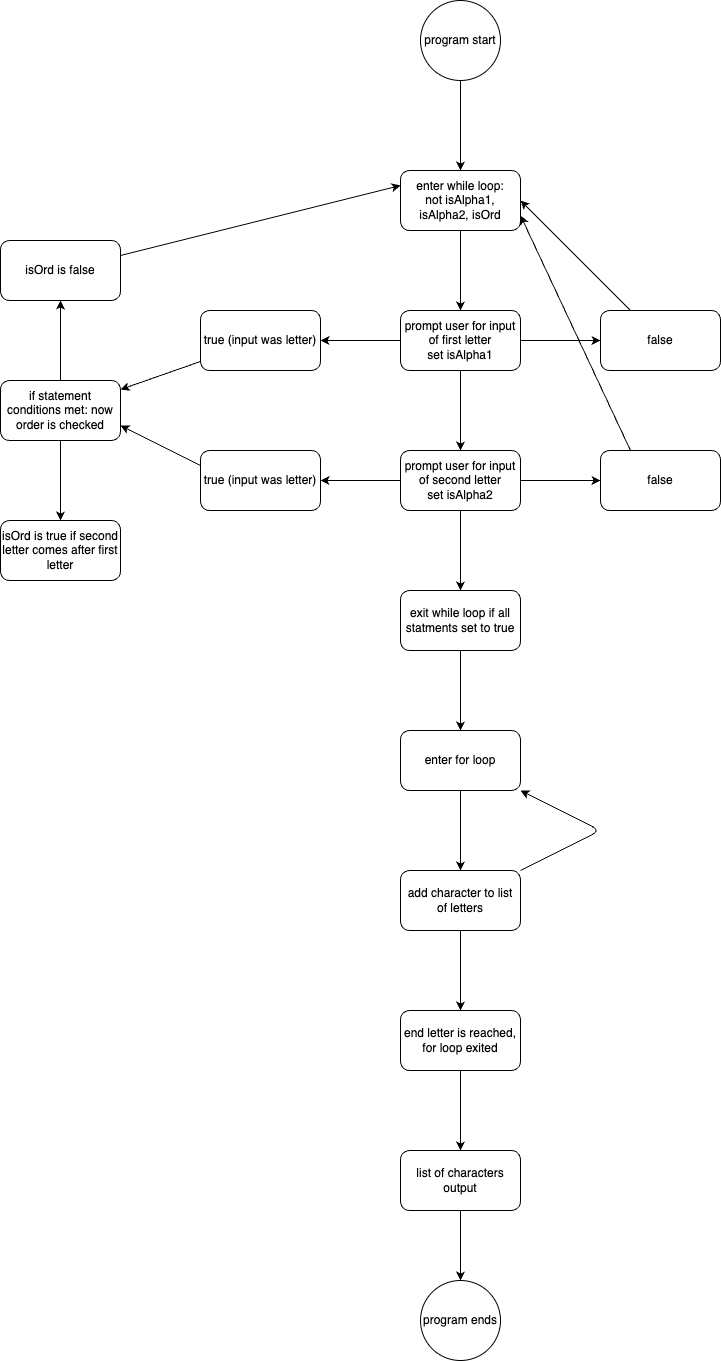 program start
enter while loop:
not isAlpha1,
isAlpha2, isOrd
isOrd is false
true (input was letter)
prompt user for input
of first letter
set isAlpha1
false
if statement
conditions met: now
order is checked
true (input was letter)
prompt user for input
of second letter
set isAlpha2
false
isOrd is true if second
letter comes after first
letter
exit while loop if all
statments set to true
enter for loop
add character to list
of letters
end letter is reached,
for loop exited
list of characters
output
program ends